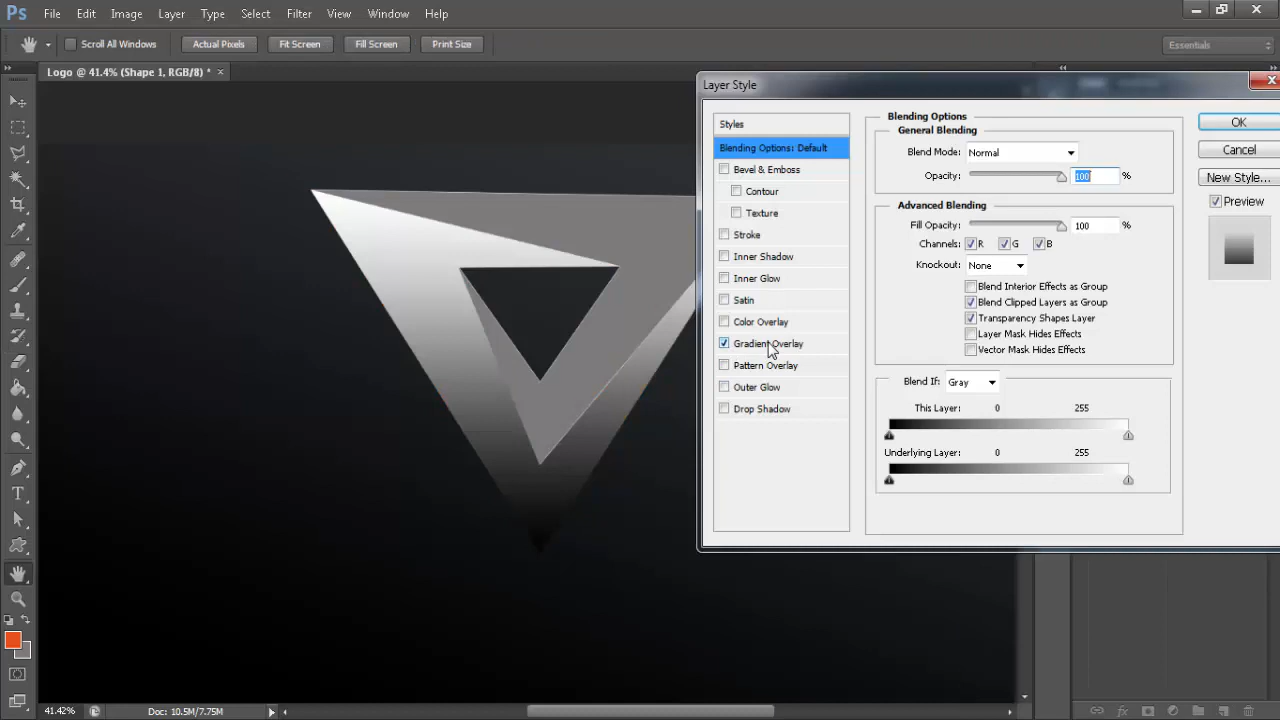 Ps File Edit Image Layer Type Select Filter View Window Help
Scroll All Windows Actual Pixels Fit Screen Fill Screen Print Size Essentials
Logo @ 41.4% (Shape 1, RGB/8) * ×
Layer Style
Styles
Blending Options: Default
Bevel & Emboss
Contour
Texture
Stroke
Inner Shadow
Inner Glow
Satin
Color Overlay
Gradient Overlay
Pattern Overlay
Outer Glow
Drop Shadow
Blending Options
General Blending
Blend Mode: Normal
Opacity: 100 %
Advanced Blending
Fill Opacity: 100 %
Channels: R G B
Knockout: None
Blend Interior Effects as Group
Blend Clipped Layers as Group
Transparency Shapes Layer
Layer Mask Hides Effects
Vector Mask Hides Effects
Blend If: Gray
This Layer: 0 255
Underlying Layer: 0 255
OK
Cancel
New Style...
Preview
T
41.42% Doc: 10.5M/7.75M
fx